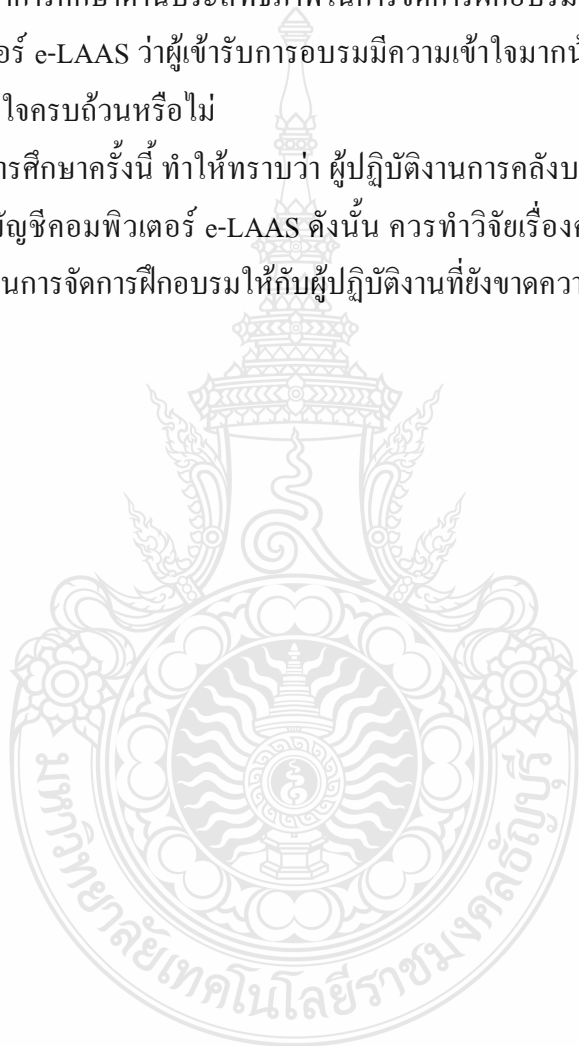 การศึกษาด้านประสิทธิภาพในการจัดการฝึกอบรม
อร์ e-LAAS ว่าผู้เข้ารับการอบรมมีความเข้าใจมากน้
ใจครบถ้วนหรือไม่
ารศึกษาครั้งนี้ ทำให้ทราบว่า ผู้ปฏิบัติงานการคลังบ
บัญชีคอมพิวเตอร์ e-LAAS ดังนั้น ควรทำวิจัยเรื่อง
นการจัดการฝึกอบรมให้กับผู้ปฏิบัติงานที่ยังขาดควา
มหาวิทยาลัยเทคโนโลยีราชมงคลธัญบุรี